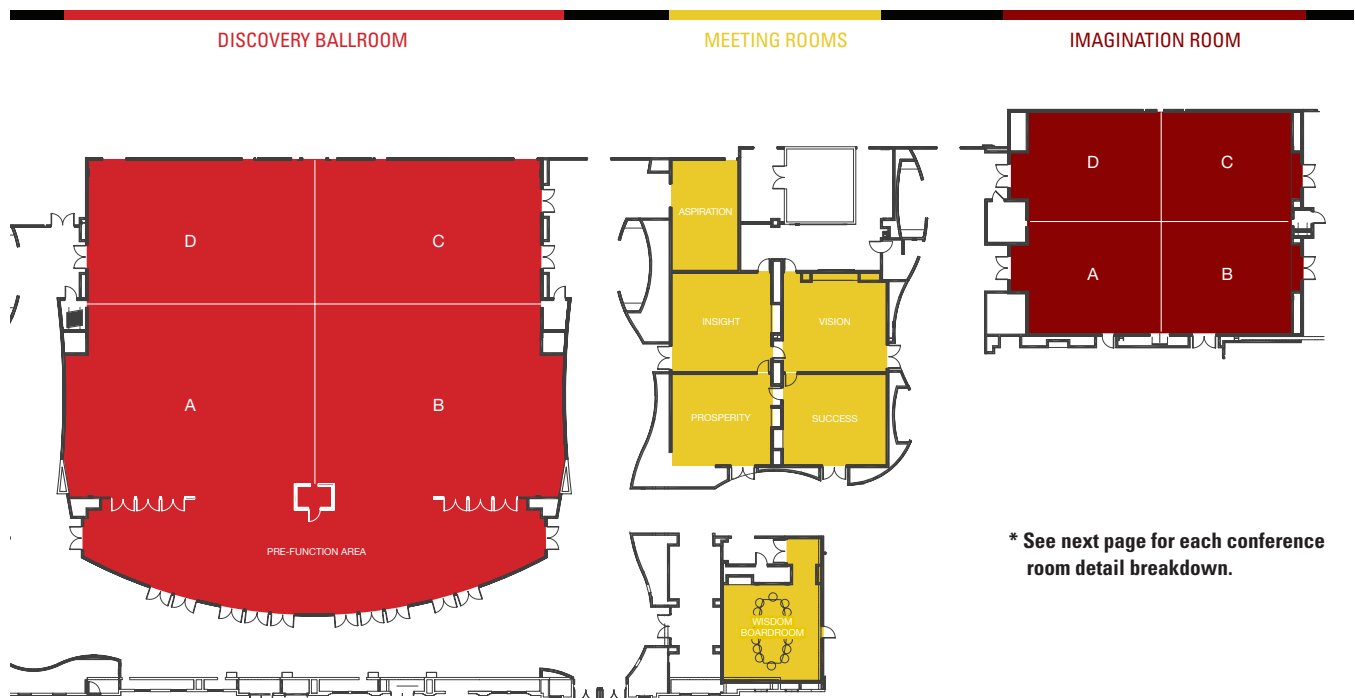 DISCOVERY BALLROOM
MEETING ROOMS
IMAGINATION ROOM
D
C
A
B
PRE-FUNCTION AREA
ASPIRATION
INSIGHT
VISION
PROSPERITY
SUCCESS
WISDOM
BOARDROOM
D
C
A
B
* See next page for each conference
room detail breakdown.